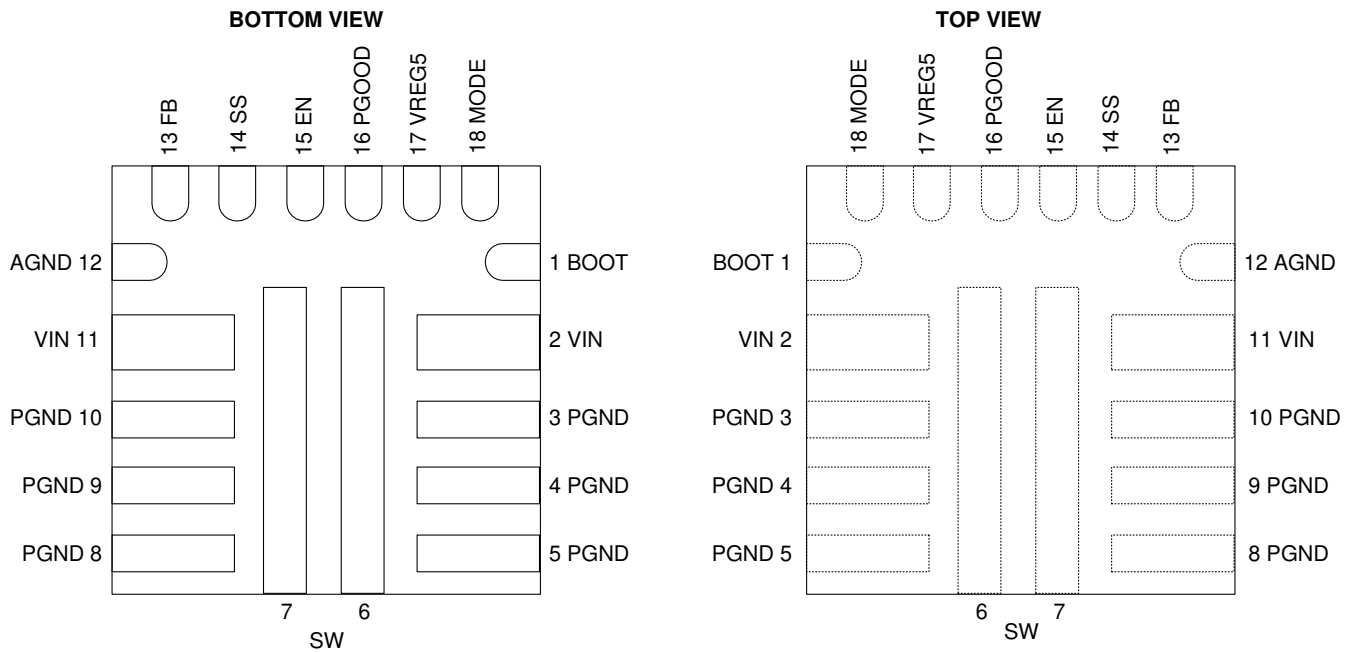 BOTTOM VIEW
13 FB
14 SS
15 EN
16 PGOOD
17 VREG5
18 MODE
AGND 12
1 BOOT
VIN 11
2 VIN
PGND 10
3 PGND
PGND 9
4 PGND
PGND 8
5 PGND
7
6
SW
TOP VIEW
18 MODE
17 VREG5
16 PGOOD
15 EN
14 SS
13 FB
BOOT 1
12 AGND
VIN 2
11 VIN
PGND 3
10 PGND
PGND 4
9 PGND
PGND 5
8 PGND
6
7
SW